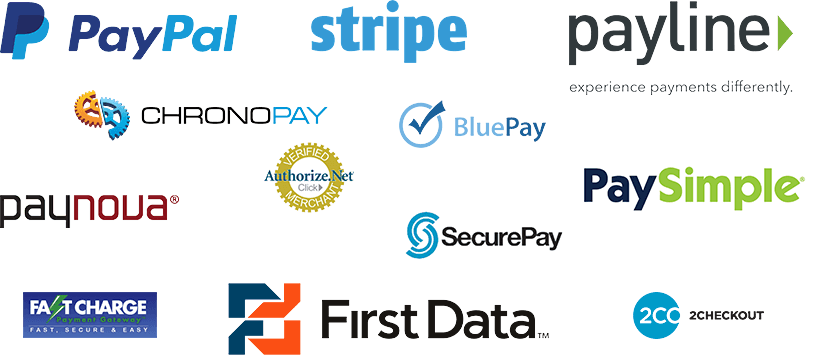 PayPal
stripe
payline
experience payments differently.
CHRONOPAY
BluePay
VERIFIED
Authorize.Net
Click
MERCHANT
PaySimple®
paynova®
SecurePay
FAST CHARGE
Payment Gateway
FAST, SECURE & EASY
First Data™
2CO
2CHECKOUT